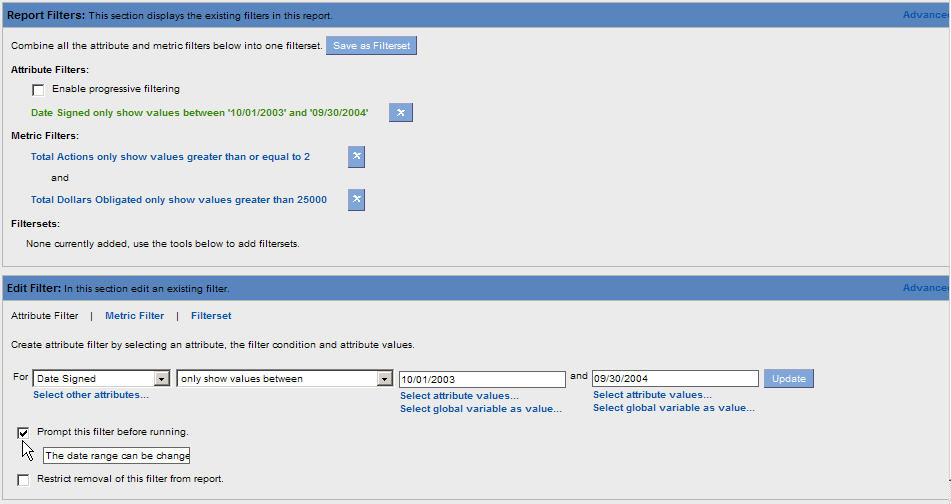 Report Filters: This section displays the existing filters in this report. Advanced
Combine all the attribute and metric filters below into one filterset. Save as Filterset
Attribute Filters:
Enable progressive filtering
Date Signed only show values between '10/01/2003' and '09/30/2004'
Metric Filters:
Total Actions only show values greater than or equal to 2
and
Total Dollars Obligated only show values greater than 25000
Filtersets:
None currently added, use the tools below to add filtersets.
Edit Filter: In this section edit an existing filter. Advanced
Attribute Filter | Metric Filter | Filterset
Create attribute filter by selecting an attribute, the filter condition and attribute values.
For Date Signed only show values between 10/01/2003 and 09/30/2004 Update
Select other attributes... Select attribute values... Select attribute values...
Select global variable as value... Select global variable as value...
Prompt this filter before running.
The date range can be change
Restrict removal of this filter from report.